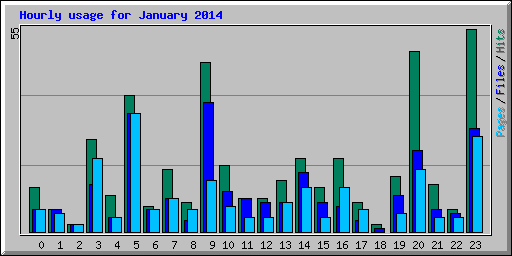 Hourly usage for January 2014
55
Pages/Files/Hits
0 1 2 3 4 5 6 7 8 9 10 11 12 13 14 15 16 17 18 19 20 21 22 23